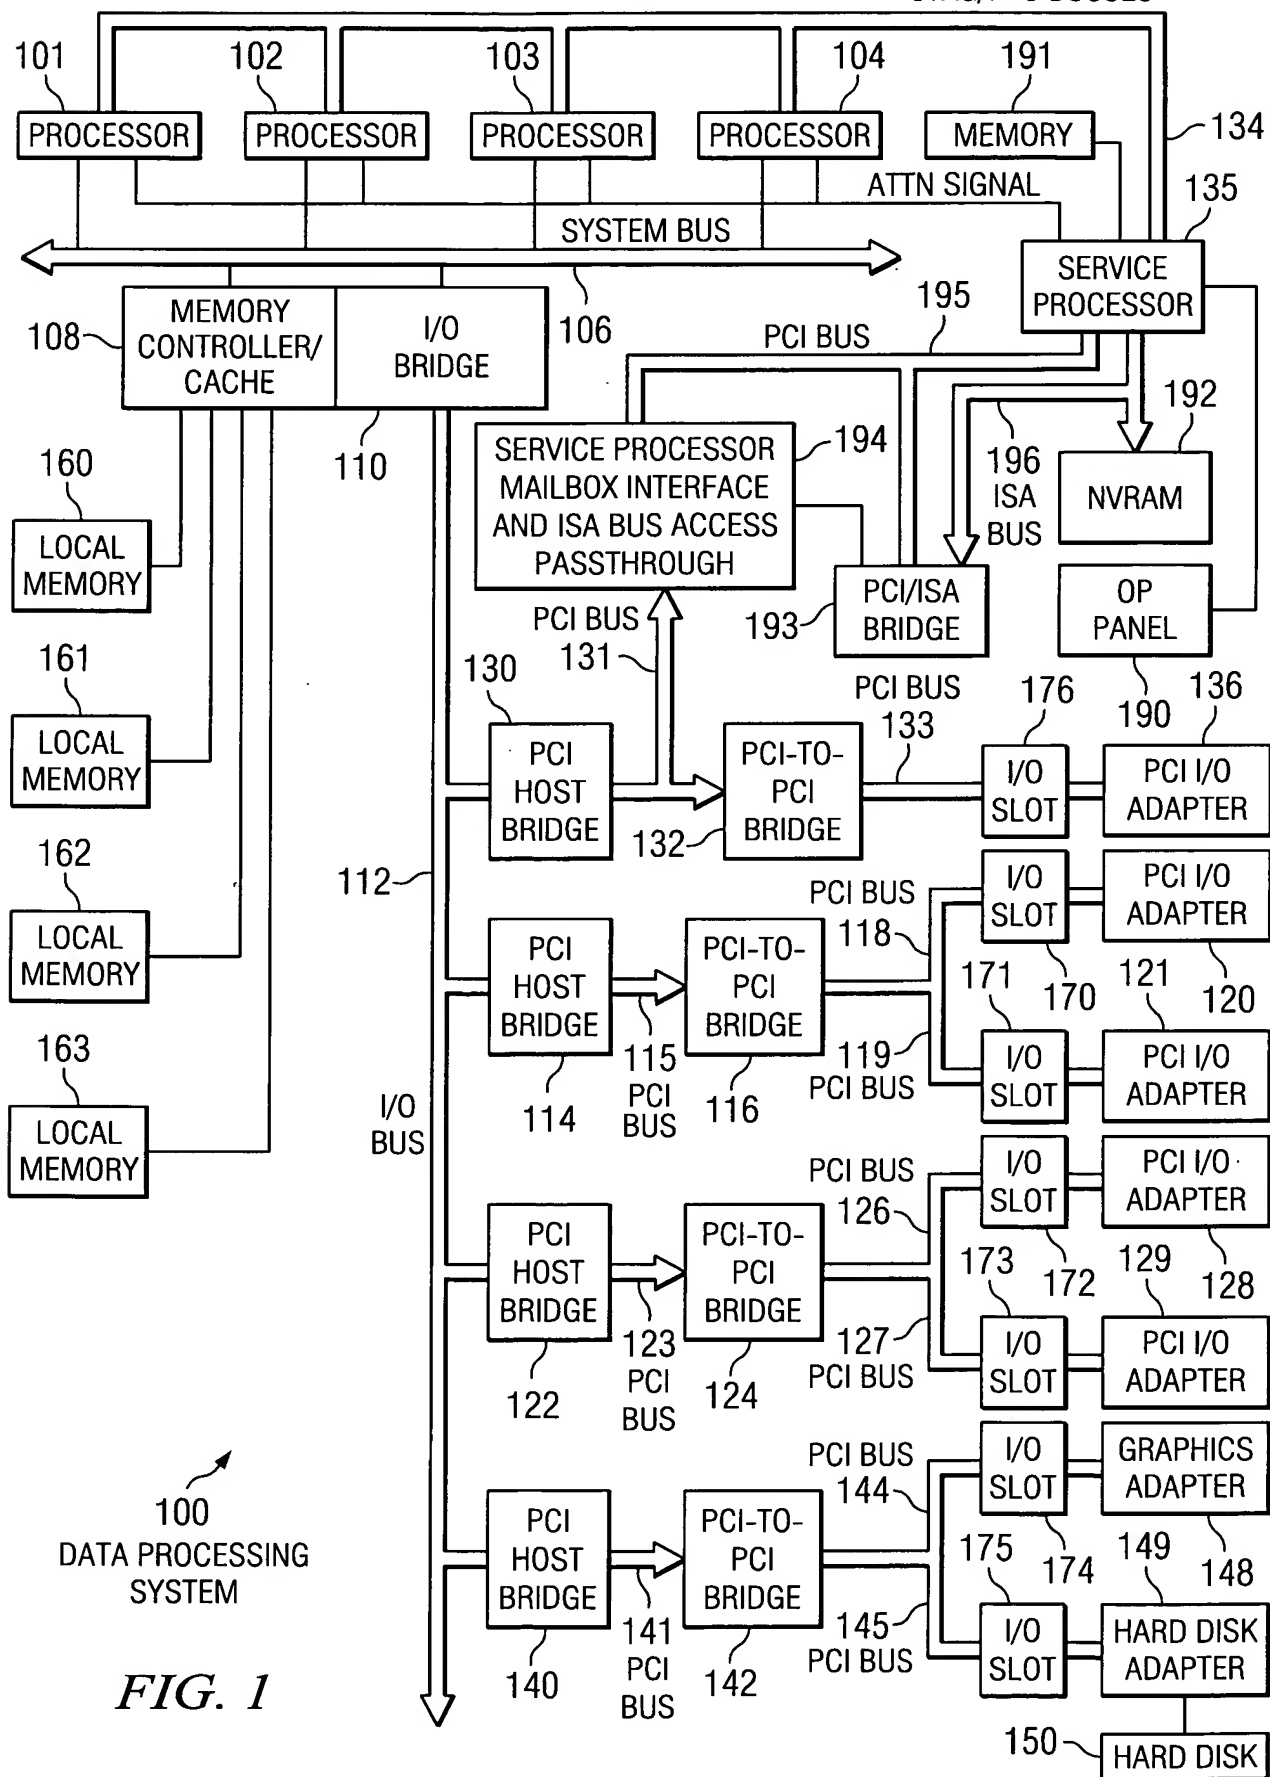 101
102
103
104
191
PROCESSOR
PROCESSOR
PROCESSOR
PROCESSOR
MEMORY
134
ATTN SIGNAL
135
SYSTEM BUS
SERVICE
PROCESSOR
108
MEMORY
CONTROLLER/
CACHE
I/O
BRIDGE
106
195
PCI BUS
110
192
194
SERVICE PROCESSOR
MAILBOX INTERFACE
AND ISA BUS ACCESS
PASSTHROUGH
196
ISA
BUS
NVRAM
160
LOCAL
MEMORY
PCI BUS
131
193
PCI/ISA
BRIDGE
OP
PANEL
190
161
LOCAL
MEMORY
130
PCI
HOST
BRIDGE
132
PCI-TO-
PCI
BRIDGE
PCI BUS
133
176
I/O
SLOT
136
PCI I/O
ADAPTER
162
LOCAL
MEMORY
112
PCI BUS
118
I/O
SLOT
170
PCI I/O
ADAPTER
120
PCI
HOST
BRIDGE
114
115
PCI
BUS
PCI-TO-
PCI
BRIDGE
116
119
PCI BUS
171
I/O
SLOT
121
PCI I/O
ADAPTER
163
LOCAL
MEMORY
I/O
BUS
PCI BUS
126
I/O
SLOT
172
PCI I/O
ADAPTER
128
PCI
HOST
BRIDGE
122
123
PCI
BUS
PCI-TO-
PCI
BRIDGE
124
127
PCI BUS
173
I/O
SLOT
129
PCI I/O
ADAPTER
PCI BUS
144
I/O
SLOT
174
GRAPHICS
ADAPTER
148
100
DATA PROCESSING
SYSTEM
PCI
HOST
BRIDGE
140
141
PCI
BUS
PCI-TO-
PCI
BRIDGE
142
145
PCI BUS
175
I/O
SLOT
149
HARD DISK
ADAPTER
FIG. 1
150
HARD DISK